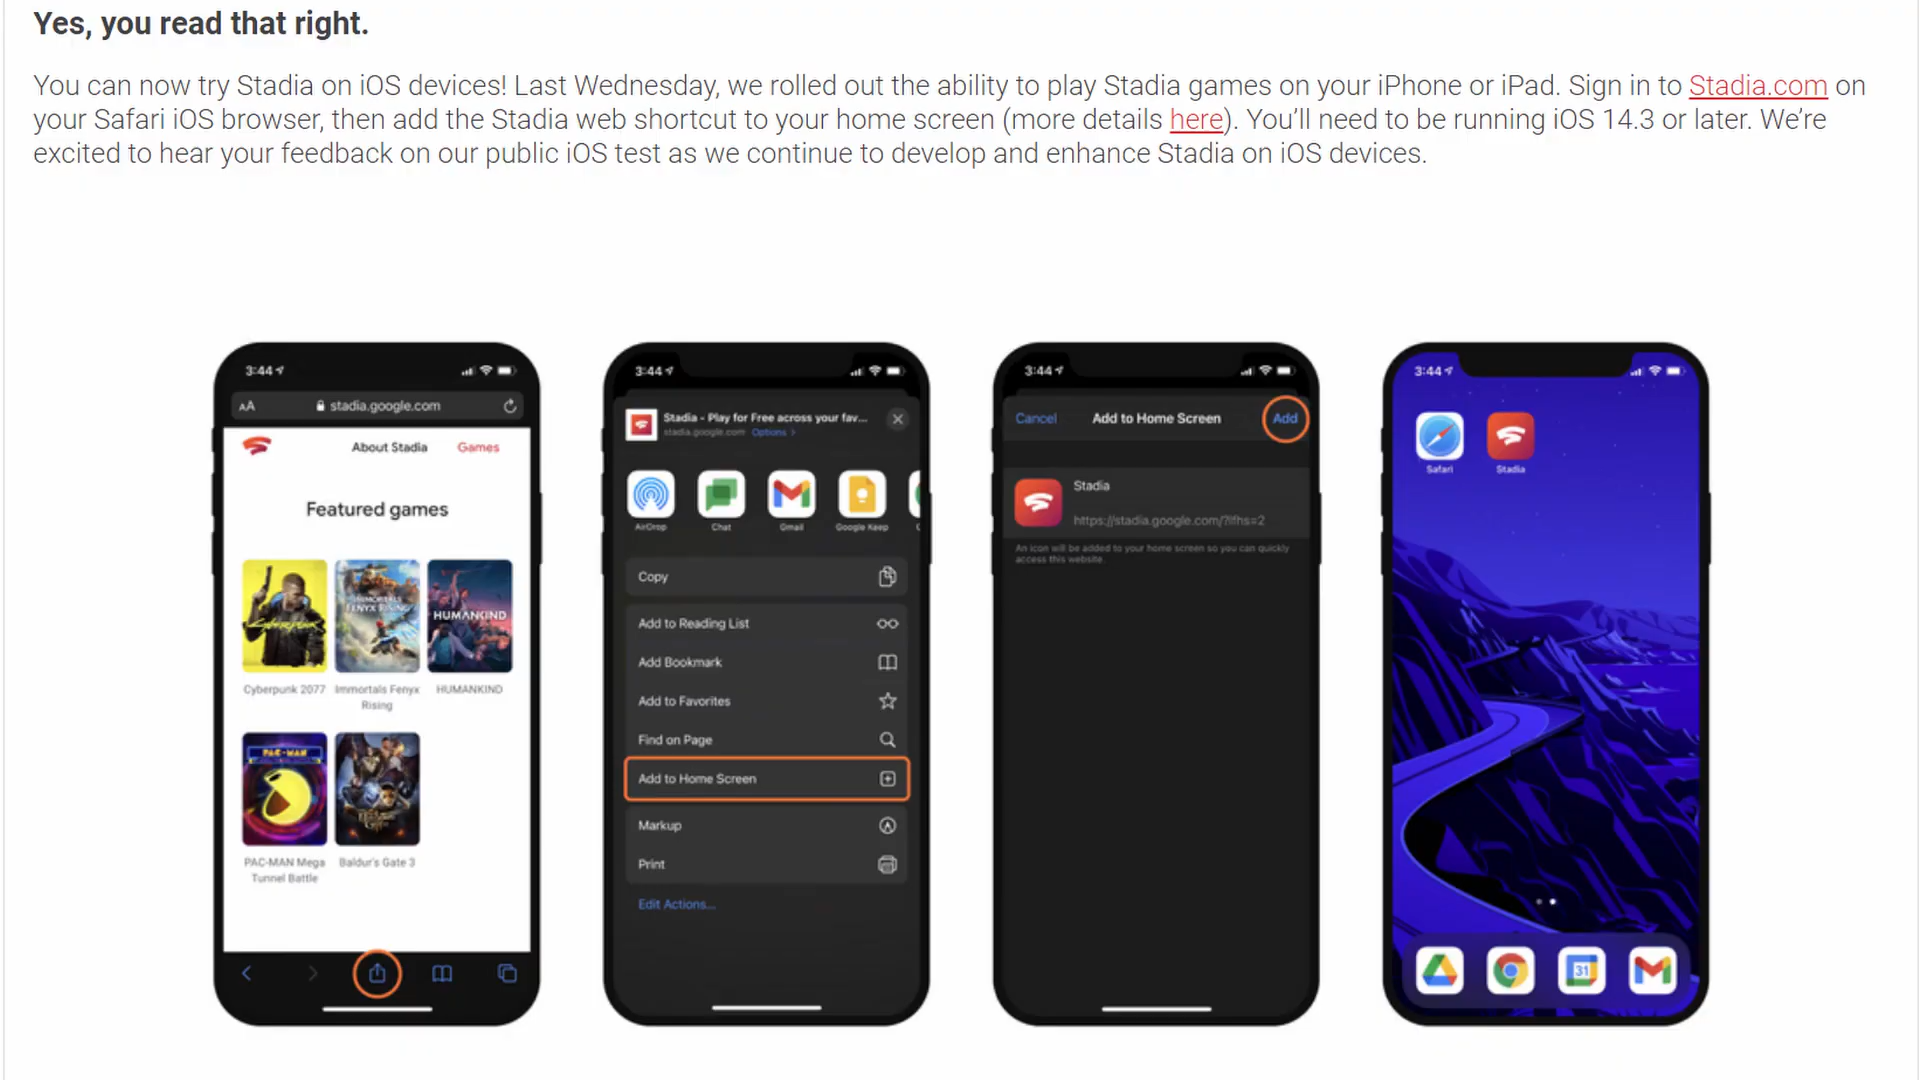 Yes, you read that right.
You can now try Stadia on iOS devices! Last Wednesday, we rolled out the ability to play Stadia games on your iPhone or iPad. Sign in to Stadia.com on
your Safari iOS browser, then add the Stadia web shortcut to your home screen (more details here). You'll need to be running iOS 14.3 or later. We're
excited to hear your feedback on our public iOS test as we continue to develop and enhance Stadia on iOS devices.
3:44
AA stadia.google.com
About Stadia Games
Featured games
Cyberpunk
IMMORTALS
FENYX RISING
HUMANKIND
Cyberpunk 2077 Immortals Fenyx HUMANKIND
Rising
PAC-MAN
Baldur's
Gate
PAC-MAN Mega Baldur's Gate 3
Tunnel Battle
3:44
Stadia - Play for Free across your fav...
stadia.google.com Options >
AirDrop Chat Gmail Google Keep
Copy
Add to Reading List
Add Bookmark
Add to Favorites
Find on Page
Add to Home Screen
Markup
Print
Edit Actions...
3:44
Cancel Add to Home Screen Add
Stadia
https://stadia.google.com/?lfhs=2
An icon will be added to your home screen so you can quickly
access this website.
3:44
Safari Stadia
31